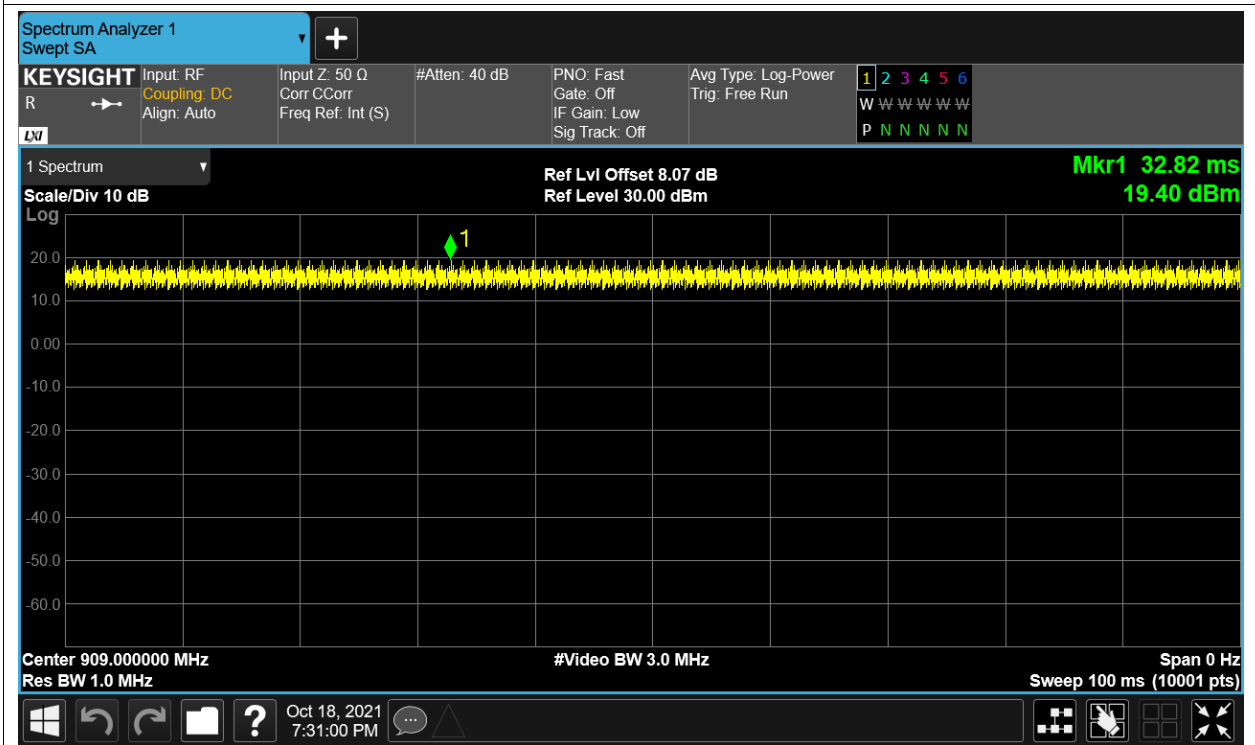 Spectrum Analyzer 1
Swept SA
KEYSIGHT
R
LXI
Input: RF
Coupling: DC
Align: Auto
Input Z: 50 Ω
Corr CCorr
Freq Ref: Int (S)
#Atten: 40 dB
PNO: Fast
Gate: Off
IF Gain: Low
Sig Track: Off
Avg Type: Log-Power
Trig: Free Run
1 2 3 4 5 6
W W W W W W
P N N N N N
1 Spectrum
Scale/Div 10 dB
Ref Lvl Offset 8.07 dB
Ref Level 30.00 dBm
Mkr1 32.82 ms
19.40 dBm
Log
1
20.0
10.0
0.00
-10.0
-20.0
-30.0
-40.0
-50.0
-60.0
Center 909.000000 MHz
Res BW 1.0 MHz
#Video BW 3.0 MHz
Span 0 Hz
Sweep 100 ms (10001 pts)
?
Oct 18, 2021
7:31:00 PM